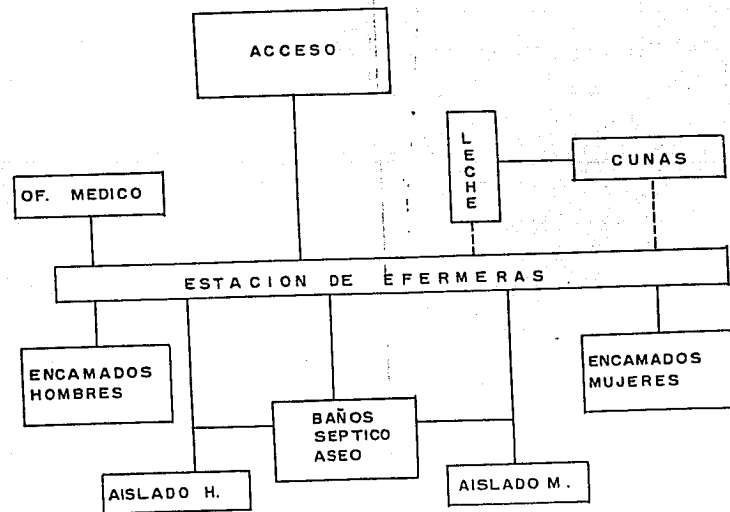 ACCESO
LECHE
CUNAS
OF. MEDICO
ESTACION DE EFERMERAS
ENCAMADOS
HOMBRES
ENCAMADOS
MUJERES
BAÑOS
SEPTICO
ASEO
AISLADO H.
AISLADO M.